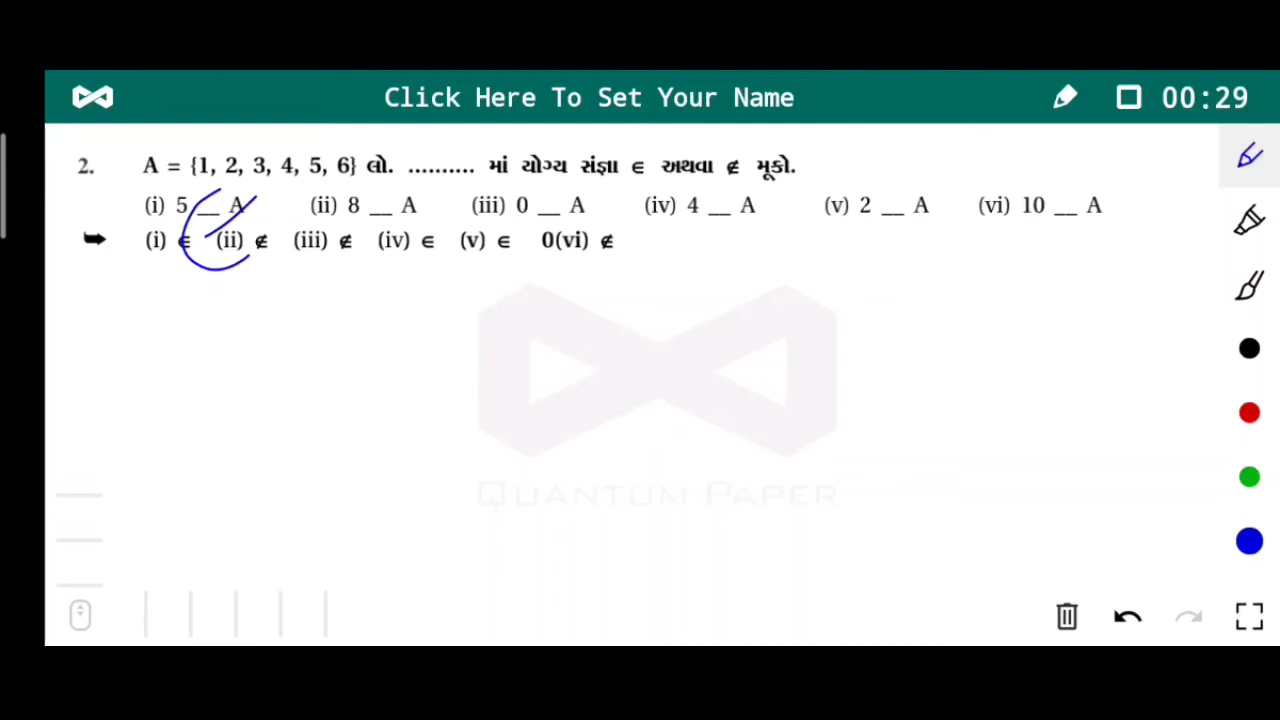 Click Here To Set Your Name 00:29
2. A = {1, 2, 3, 4, 5, 6} લો. .......... માં યોગ્ય સંજ્ઞા ∈ અથવા ∉ મૂકો.
(i) 5 __ A (ii) 8 __ A (iii) 0 __ A (iv) 4 __ A (v) 2 __ A (vi) 10 __ A
➥ (i) ∈ (ii) ∉ (iii) ∉ (iv) ∈ (v) ∈ 0(vi) ∉
QUANTUM PAPER